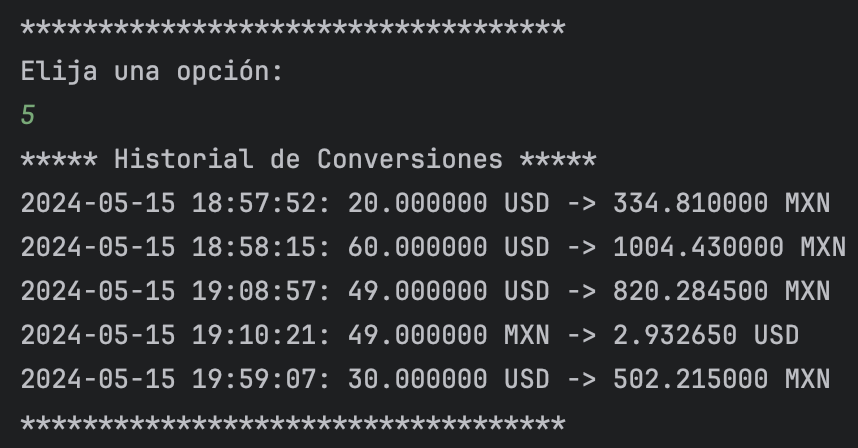 ***********************************
Elija una opción:
5
***** Historial de Conversiones *****
2024-05-15 18:57:52: 20.000000 USD -> 334.810000 MXN
2024-05-15 18:58:15: 60.000000 USD -> 1004.430000 MXN
2024-05-15 19:08:57: 49.000000 USD -> 820.284500 MXN
2024-05-15 19:10:21: 49.000000 MXN -> 2.932650 USD
2024-05-15 19:59:07: 30.000000 USD -> 502.215000 MXN
***********************************